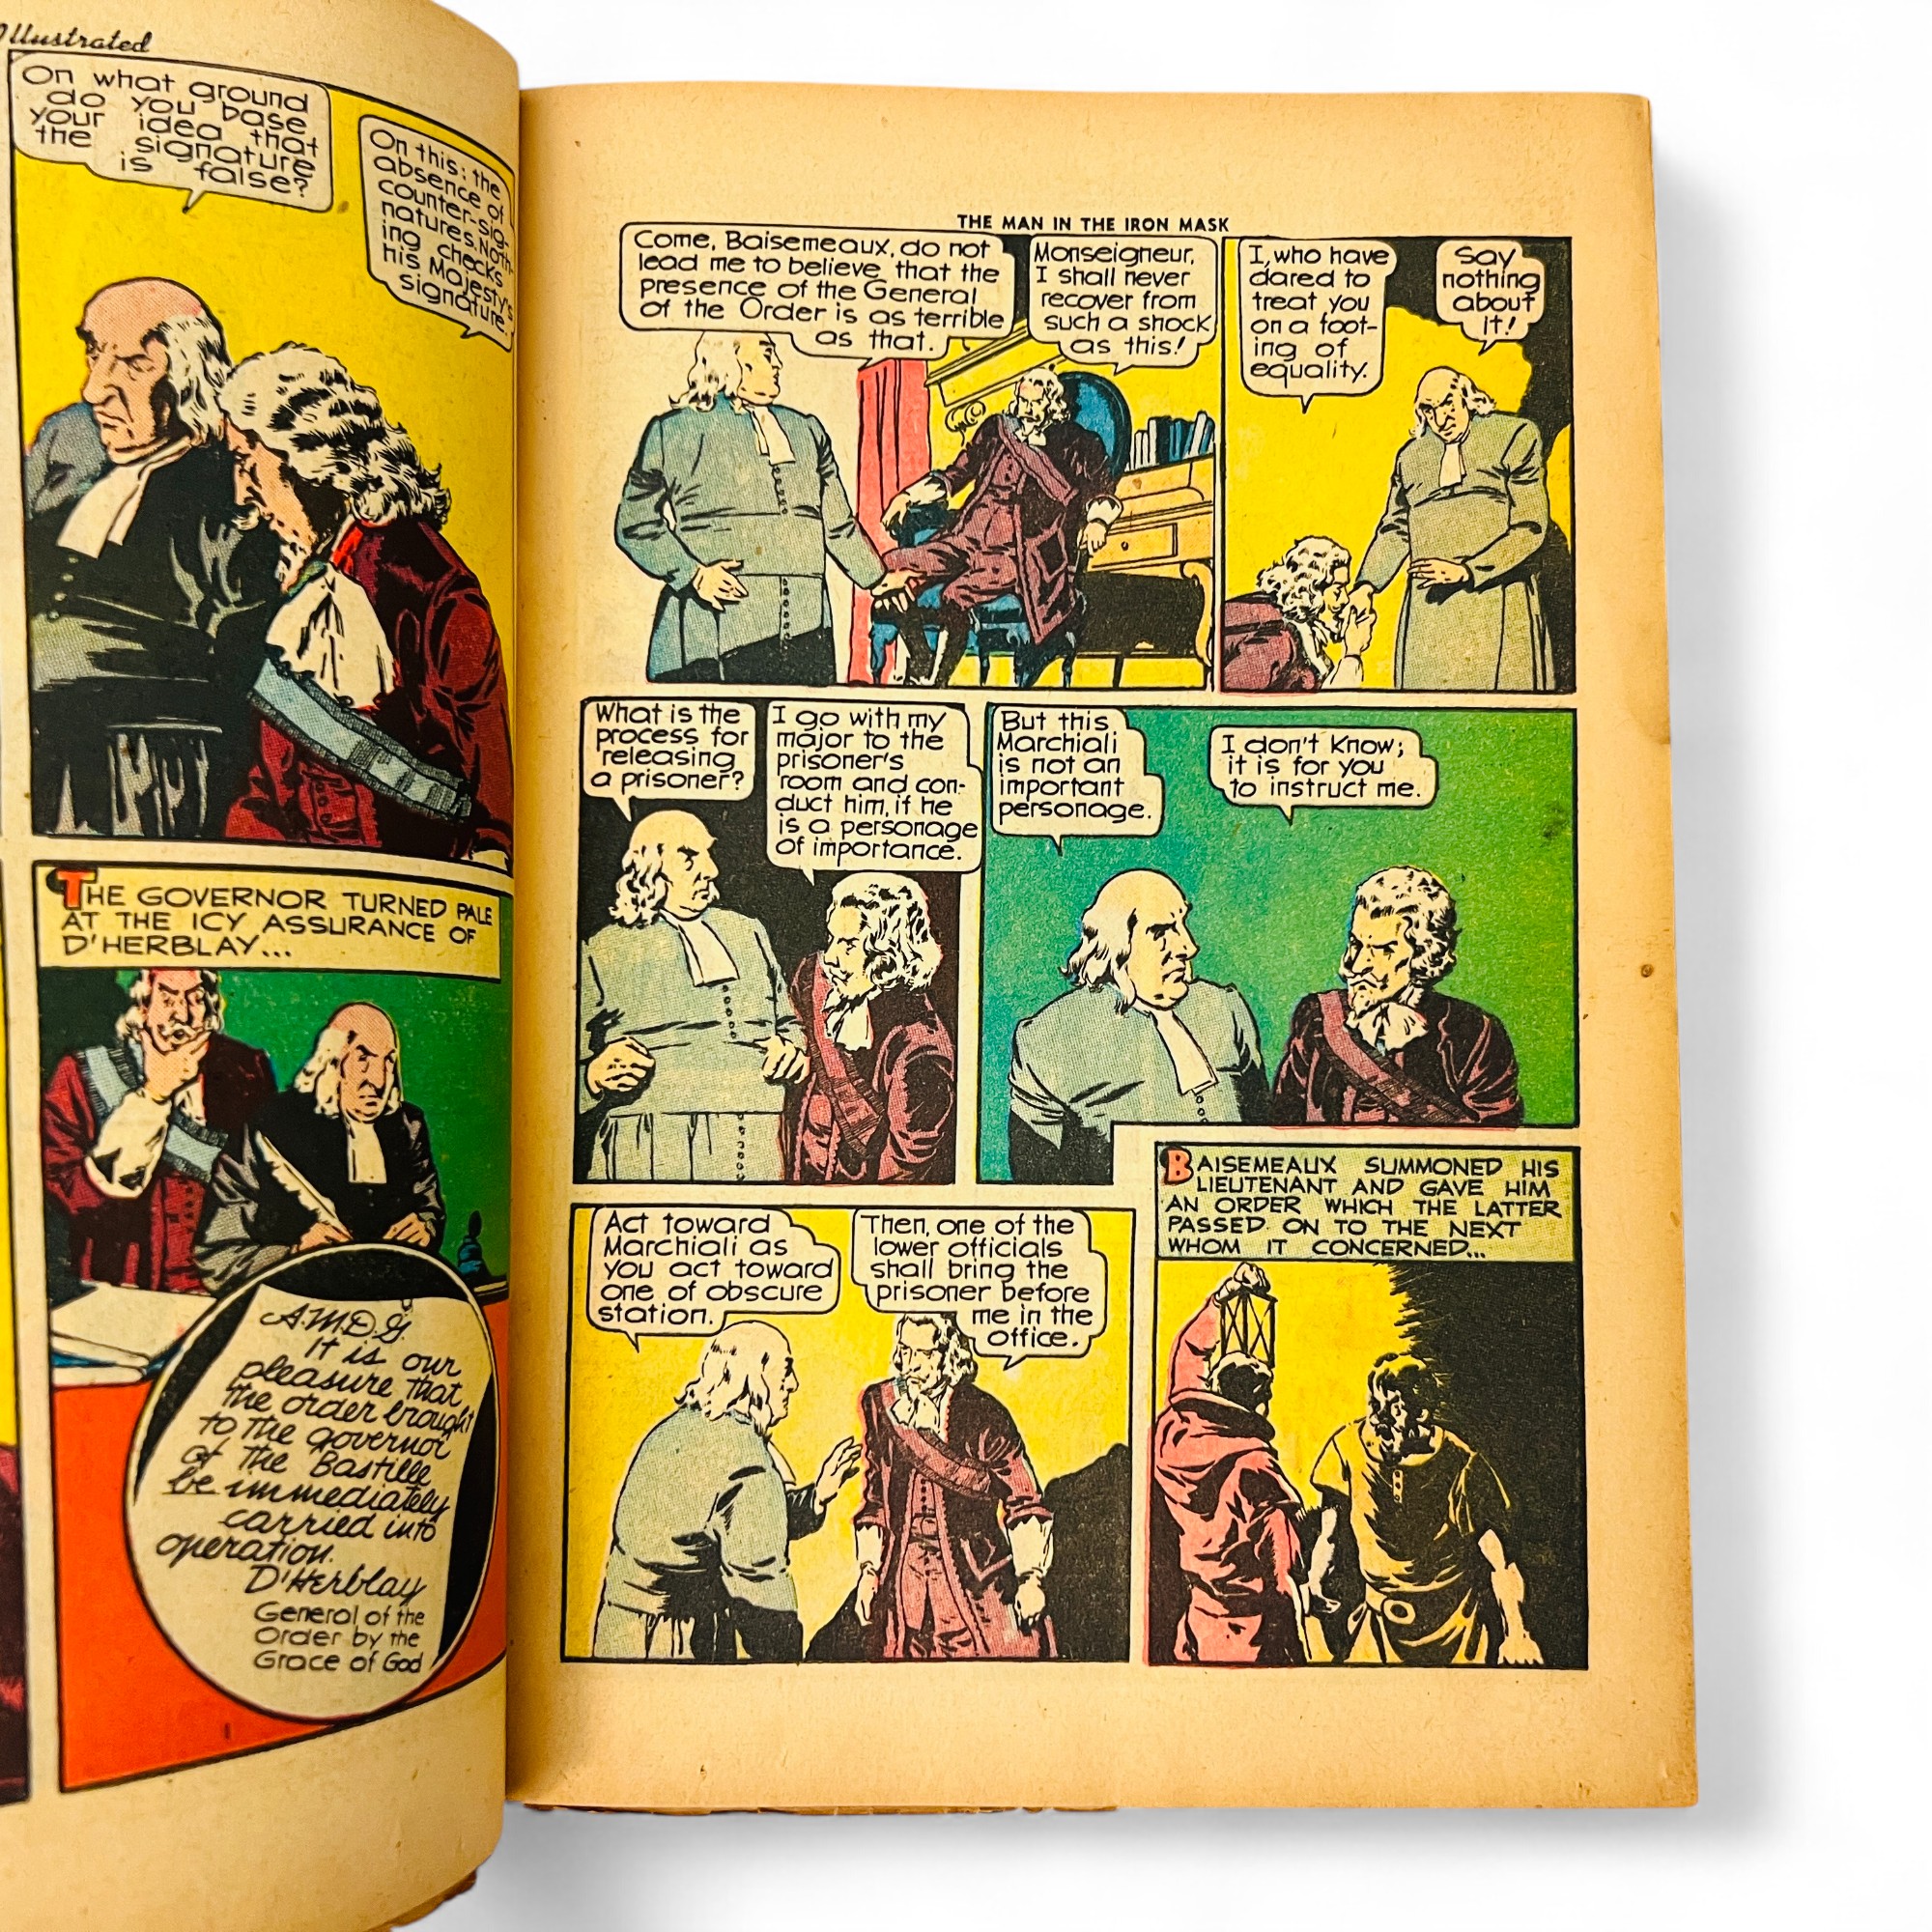 Illustrated
On what ground
do you base
your idea that
the signature
is false?
On this: the
absence of
counter-sig-
natures. Noth-
ing checks
his Majesty's
signature.
THE GOVERNOR TURNED PALE
AT THE ICY ASSURANCE OF
D'HERBLAY...
A.M.D.G.
It is our
pleasure that
the order brought
to the governor
of the Bastille
be immediately
carried into
operation.
D'Herblay
General of the
Order by the
Grace of God
THE MAN IN THE IRON MASK
Come, Baisemeaux, do not
lead me to believe that the
presence of the General
of the Order is as terrible
as that.
Monseigneur,
I shall never
recover from
such a shock
as this!
I, who have
dared to
treat you
on a foot-
ing of
equality.
Say
nothing
about
it!
What is the
process for
releasing
a prisoner?
I go with my
major to the
prisoner's
room and con-
duct him, if he
is a personage
of importance.
But this
Marchiali
is not an
important
personage.
I don't know;
it is for you
to instruct me.
Act toward
Marchiali as
you act toward
one of obscure
station.
Then, one of the
lower officials
shall bring the
prisoner before
me in the
office.
BAISEMEAUX SUMMONED HIS
LIEUTENANT AND GAVE HIM
AN ORDER WHICH THE LATTER
PASSED ON TO THE NEXT
WHOM IT CONCERNED...